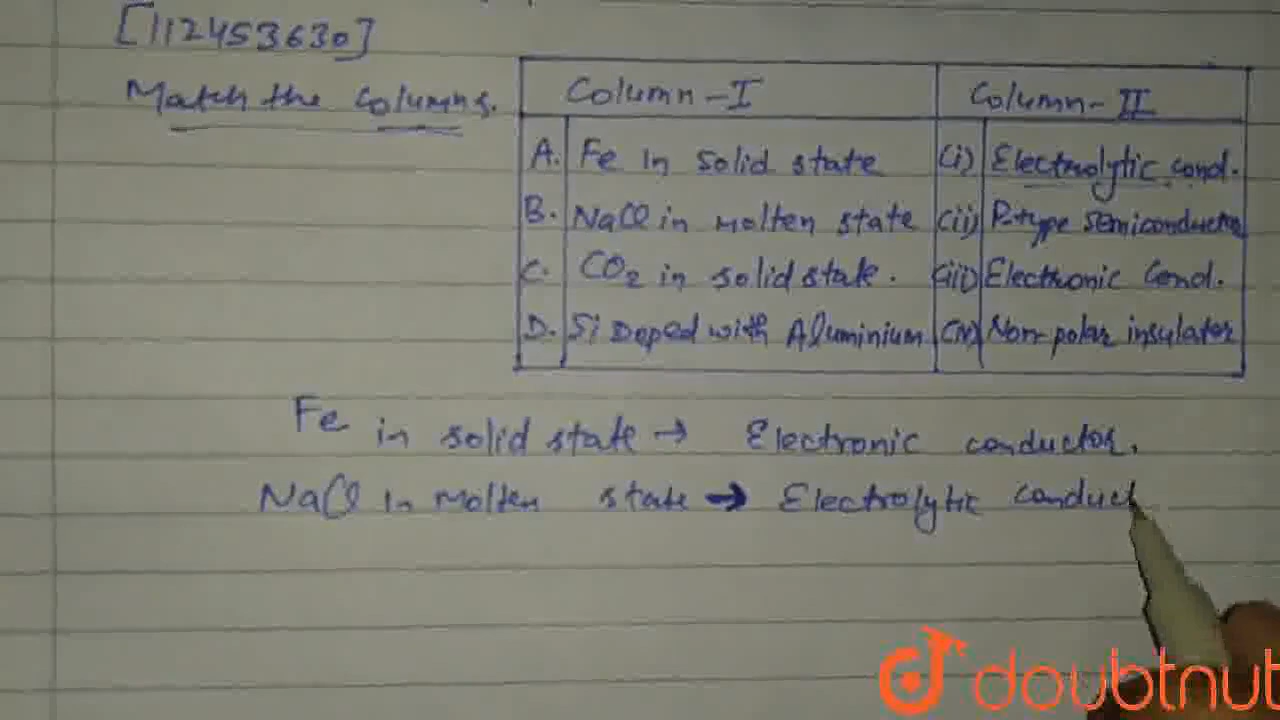 [112453630]
Match the columns.
Column-I Column-II
A. Fe in solid state (i) Electrolytic cond.
B. NaCl in molten state (ii) P-type semiconductor
C. CO2 in solid state. (iii) Electronic Cond.
D. Si Doped with Aluminium (iv) Non-polar insulator
Fe in solid state → Electronic conductor.
NaCl in Molten state → Electrolytic conduct
doubtnut